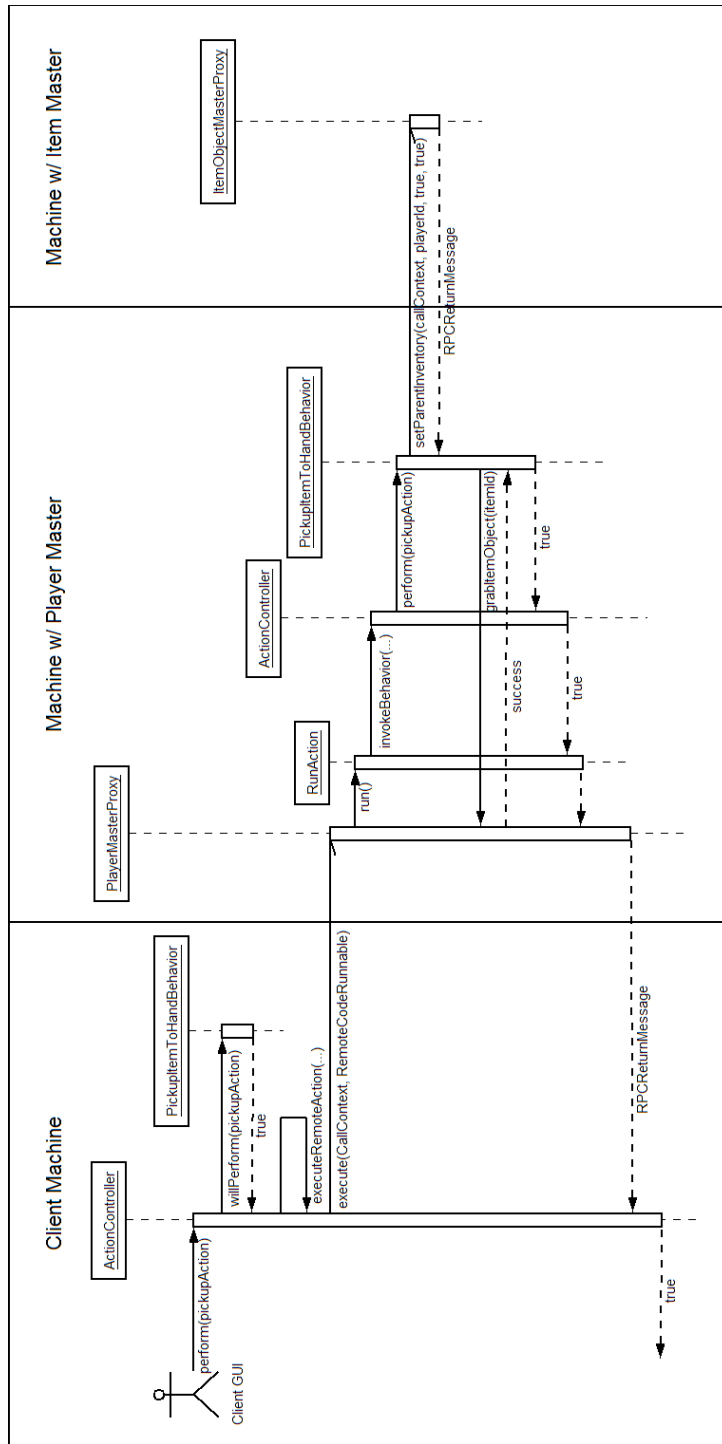 Client Machine
Machine w/ Player Master
Machine w/ Item Master
ActionController
PickupItemToHandBehavior
PlayerMasterProxy
RunAction
ActionController
PickupItemToHandBehavior
ItemObjectMasterProxy
Client GUI
perform(pickupAction)
willPerform(pickupAction)
true
executeRemoteAction(...)
execute(CallContext, RemoteCodeRunnable)
run()
invokeBehavior(...)
perform(pickupAction)
setParentInventory(callContext, playerId, true, true)
RPCReturnMessage
grabItemObject(itemId)
success
true
true
RPCReturnMessage
true